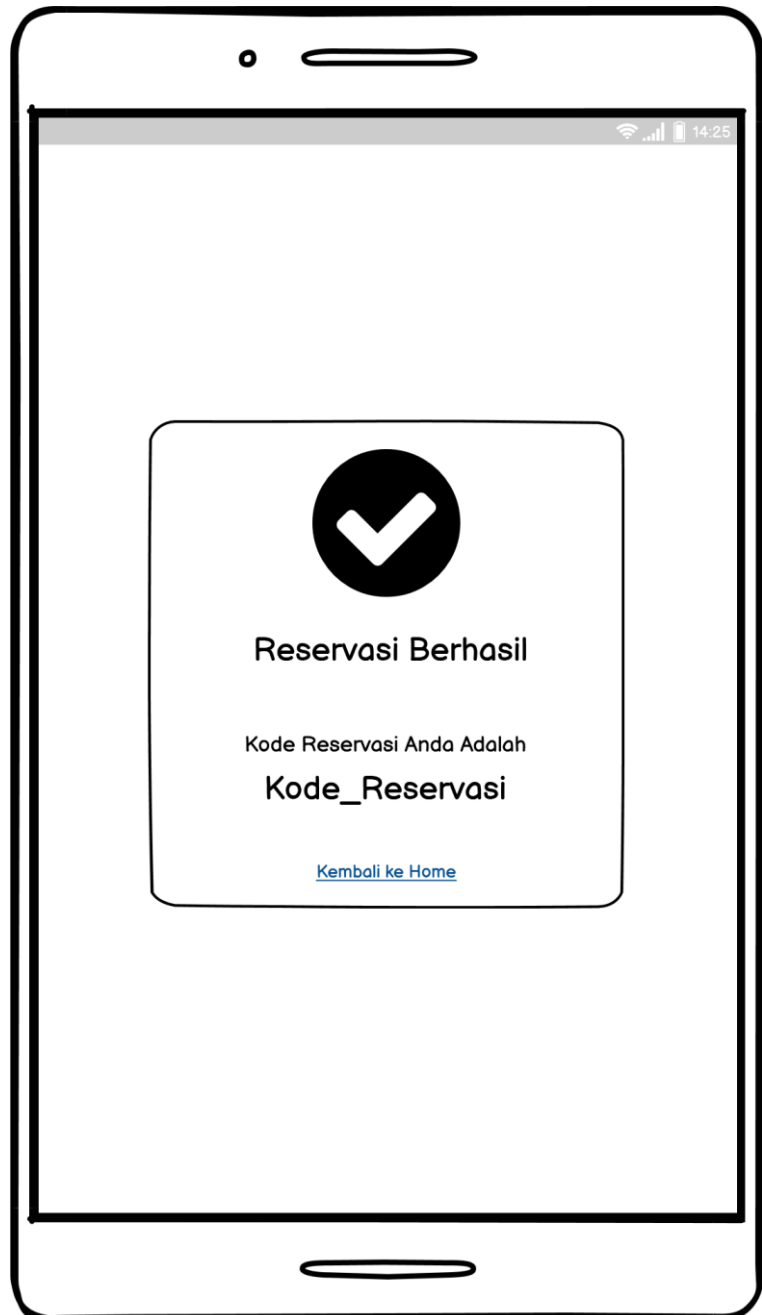 14:25
Reservasi Berhasil
Kode Reservasi Anda Adalah
Kode_Reservasi
Kembali ke Home